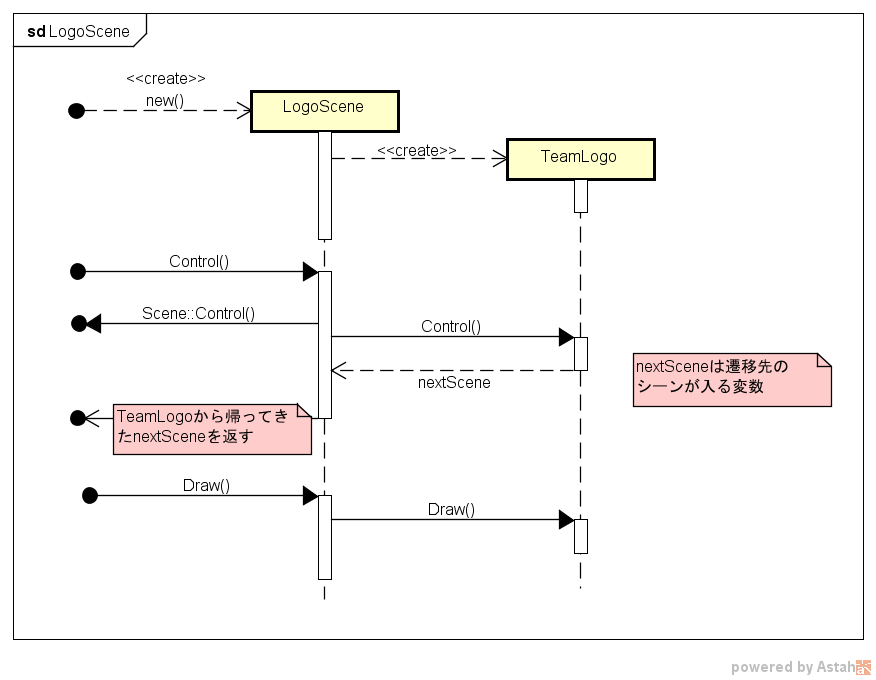 sd LogoScene
<<create>>
new()
LogoScene
<<create>>
TeamLogo
Control()
Scene::Control()
Control()
nextScene
nextSceneは遷移先の
シーンが入る変数
TeamLogoから帰ってき
たnextSceneを返す
Draw()
Draw()
powered by Astah